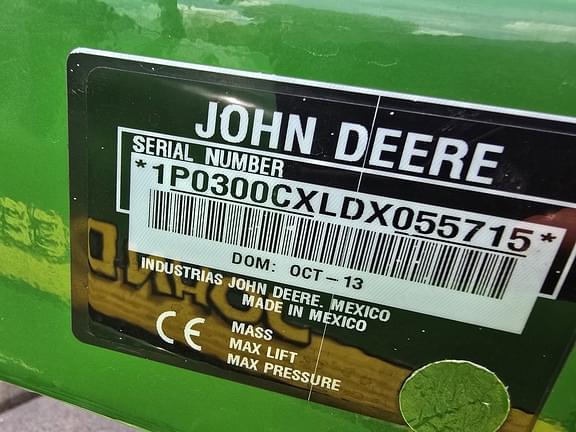 JOHN DEERE
SERIAL NUMBER
*1P0300CXLDX055715*
DOM: OCT-13
INDUSTRIAS JOHN DEERE. MEXICO
MADE IN MEXICO
CE
MASS
MAX LIFT
MAX PRESSURE